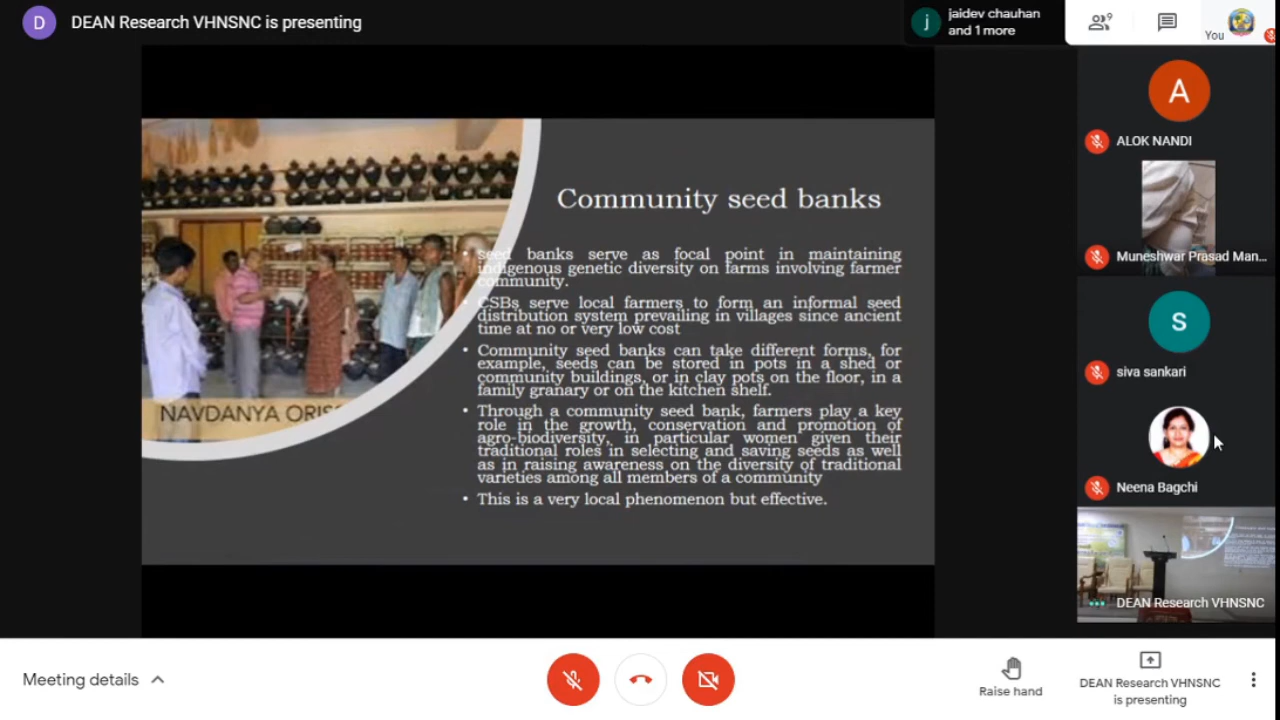 D
DEAN Research VHNSNC is presenting
j
jaidev chauhan
and 1 more
9
You
Community seed banks
• seed banks serve as focal point in maintaining
indigenous genetic diversity on farms involving farmer
community.
• CSBs serve local farmers to form an informal seed
distribution system prevailing in villages since ancient
time at no or very low cost
• Community seed banks can take different forms, for
example, seeds can be stored in pots in a shed or
community buildings, or in clay pots on the floor, in a
family granary or on the kitchen shelf.
• Through a community seed bank, farmers play a key
role in the growth, conservation and promotion of
agro-biodiversity, in particular women given their
traditional roles in selecting and saving seeds as well
as in raising awareness on the diversity of traditional
varieties among all members of a community
• This is a very local phenomenon but effective.
NAVDANYA ORISS
A
ALOK NANDI
Muneshwar Prasad Man...
S
siva sankari
Neena Bagchi
DEAN Research VHNSNC
Meeting details
Raise hand
DEAN Research VHNSNC
is presenting